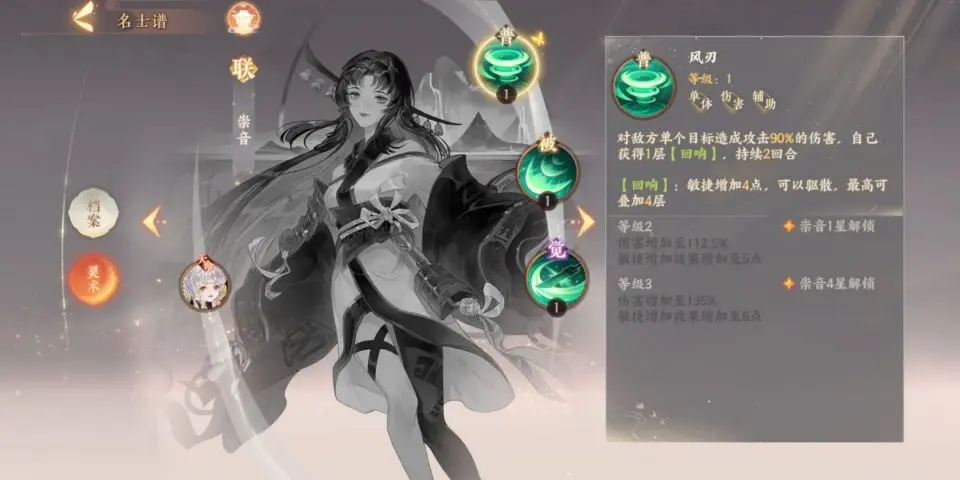 名士谱
联
崇音
档案
灵术
普
1
被
1
觉
1
普
风刃
等级：1
单体 伤害 辅助
对敌方单个目标造成攻击90%的伤害，自己
获得1层【回响】，持续2回合
【回响】：敏捷增加4点，可以驱散，最高可
叠加4层
等级2 崇音1星解锁
伤害增加至112.5%
敏捷增加效果增加至5点
等级3 崇音4星解锁
伤害增加至135%
敏捷增加效果增加至6点